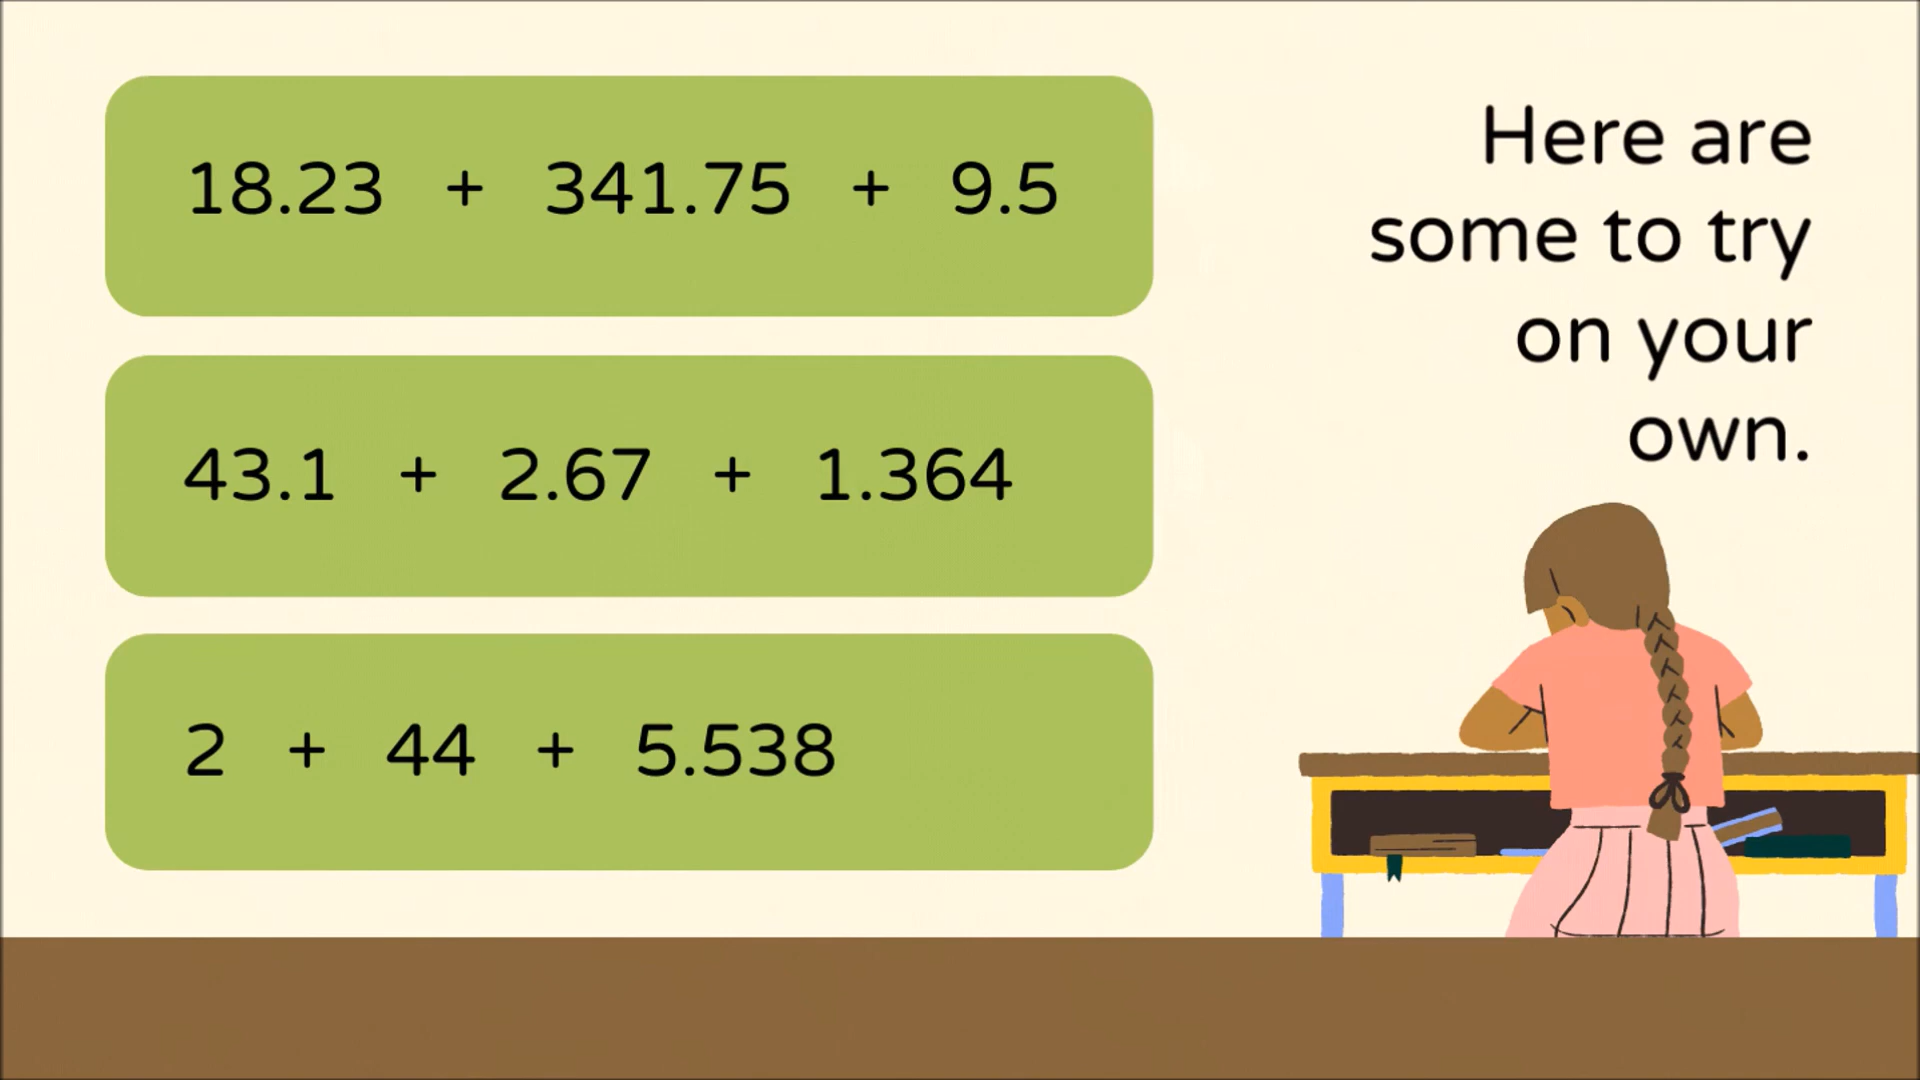 18.23 + 341.75 + 9.5
43.1 + 2.67 + 1.364
2 + 44 + 5.538
Here are
some to try
on your
own.